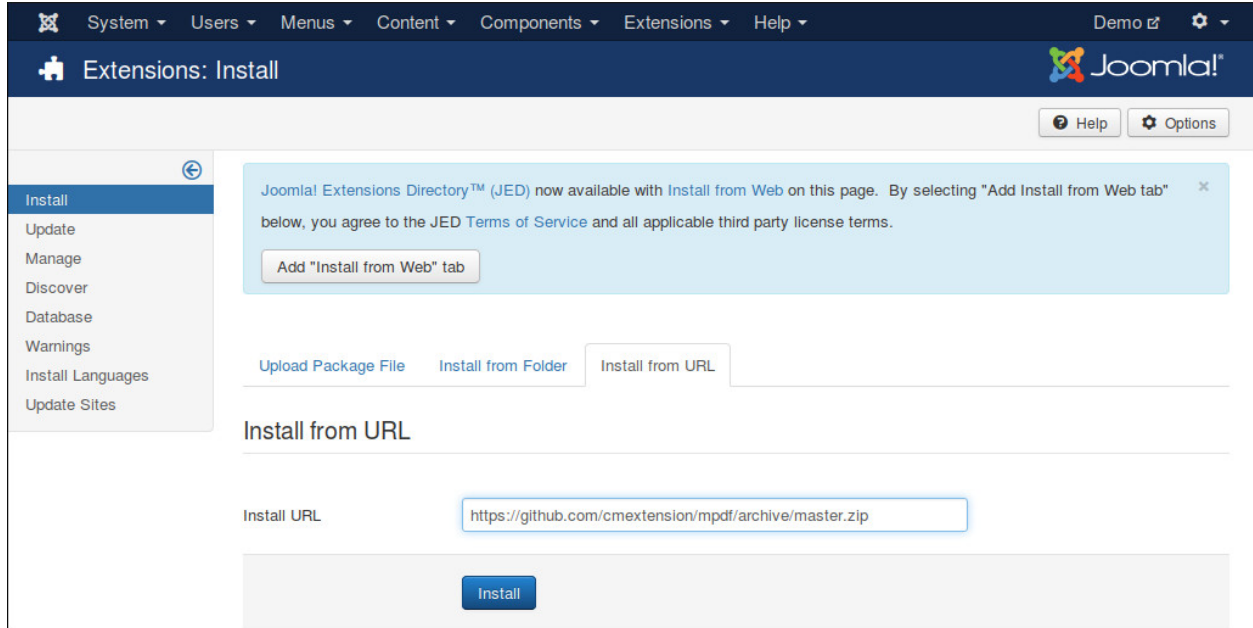 System Users Menus Content Components Extensions Help Demo
Extensions: Install
Joomla!®
Help Options
Install
Update
Manage
Discover
Database
Warnings
Install Languages
Update Sites
Joomla! Extensions Directory™ (JED) now available with Install from Web on this page. By selecting "Add Install from Web tab"
below, you agree to the JED Terms of Service and all applicable third party license terms.
×
Add "Install from Web" tab
Upload Package File Install from Folder Install from URL
Install from URL
Install URL https://github.com/cmextension/mpdf/archive/master.zip
Install